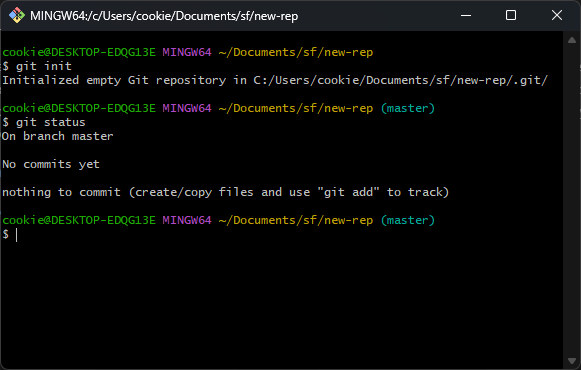 MINGW64:/c/Users/cookie/Documents/sf/new-rep
cookie@DESKTOP-EDQG13E MINGW64 ~/Documents/sf/new-rep
$ git init
Initialized empty Git repository in C:/Users/cookie/Documents/sf/new-rep/.git/
cookie@DESKTOP-EDQG13E MINGW64 ~/Documents/sf/new-rep (master)
$ git status
On branch master
No commits yet
nothing to commit (create/copy files and use "git add" to track)
cookie@DESKTOP-EDQG13E MINGW64 ~/Documents/sf/new-rep (master)
$